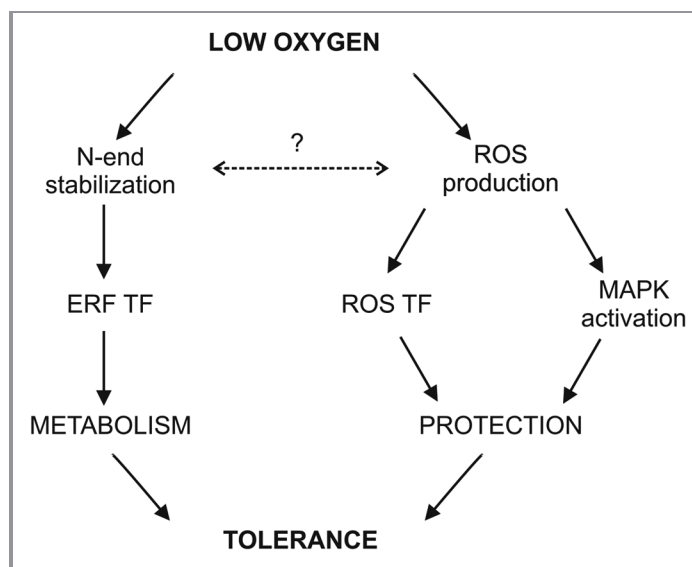 LOW OXYGEN
?
N-end
stabilization
ROS
production
ERF TF
ROS TF
MAPK
activation
METABOLISM
PROTECTION
TOLERANCE